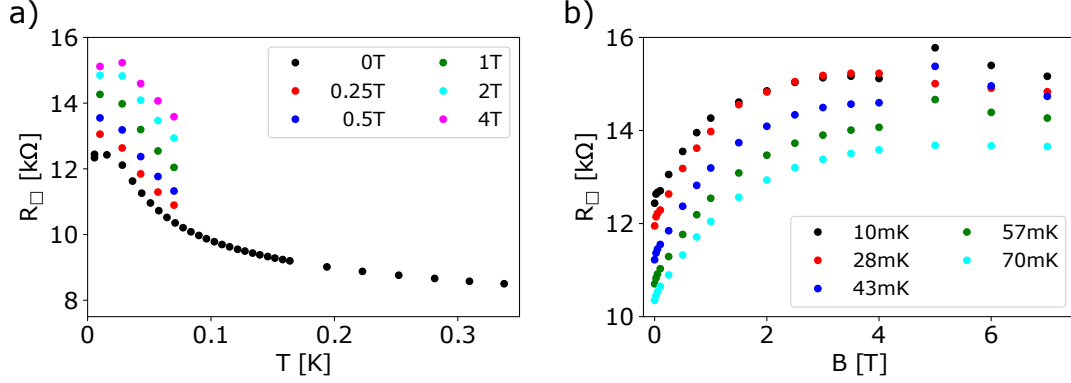 a)
R□ [kΩ]
16
14
12
10
8
0T
0.25T
0.5T
1T
2T
4T
0
0.1
0.2
0.3
T [K]
b)
R□ [kΩ]
16
14
12
10
10mK
28mK
43mK
57mK
70mK
0
2
4
6
B [T]